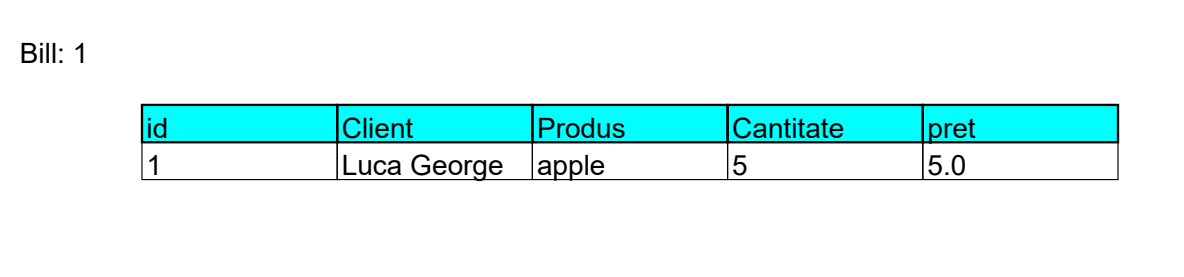 Bill: 1
id Client Produs Cantitate pret
1 Luca George apple 5 5.0